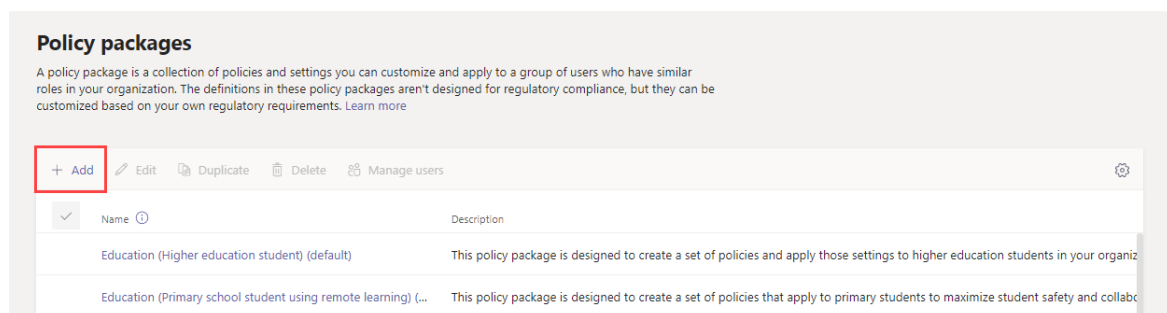 Policy packages
A policy package is a collection of policies and settings you can customize and apply to a group of users who have similar
roles in your organization. The definitions in these policy packages aren't designed for regulatory compliance, but they can be
customized based on your own regulatory requirements. Learn more
+ Add Edit Duplicate Delete Manage users
Name Description
Education (Higher education student) (default) This policy package is designed to create a set of policies and apply those settings to higher education students in your organiz
Education (Primary school student using remote learning) (... This policy package is designed to create a set of policies that apply to primary students to maximize student safety and collabo